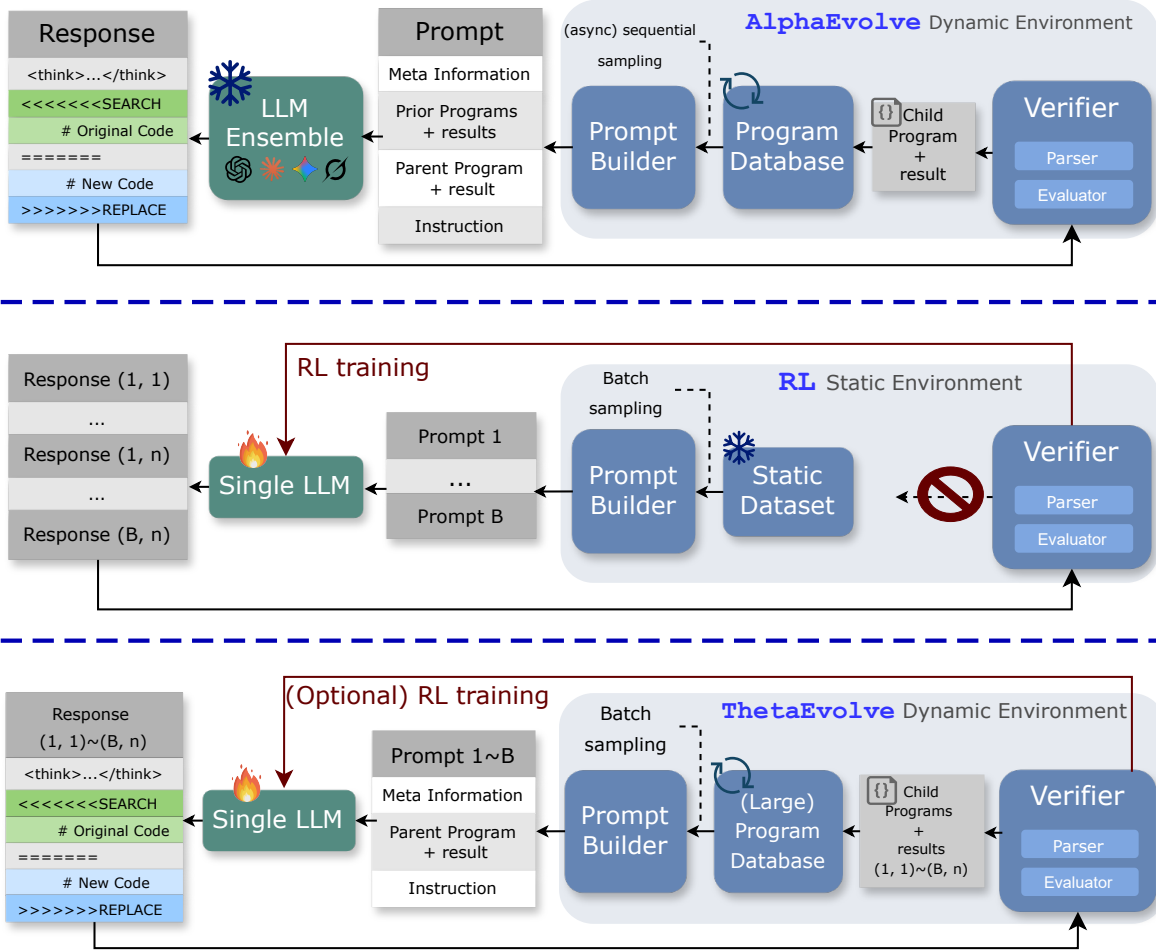 Response
<think>...</think>
<<<<<<<SEARCH
# Original Code
=======
# New Code
>>>>>>>REPLACE
LLM
Ensemble
Prompt
Meta Information
Prior Programs
+ results
Parent Program
+ result
Instruction
AlphaEvolve Dynamic Environment
(async) sequential
sampling
Prompt
Builder
Program
Database
{}
Child
Program
+
result
Verifier
Parser
Evaluator
RL training
Response (1, 1)
...
Response (1, n)
...
Response (B, n)
Single LLM
Prompt 1
...
Prompt B
RL Static Environment
Batch
sampling
Prompt
Builder
Static
Dataset
Verifier
Parser
Evaluator
(Optional) RL training
Response
(1, 1)~(B, n)
<think>...</think>
<<<<<<<SEARCH
# Original Code
=======
# New Code
>>>>>>>REPLACE
Single LLM
Prompt 1~B
Meta Information
Parent Program
+ result
Instruction
ThetaEvolve Dynamic Environment
Batch
sampling
Prompt
Builder
(Large)
Program
Database
{}
Child
Programs
+
results
(1, 1)~(B, n)
Verifier
Parser
Evaluator